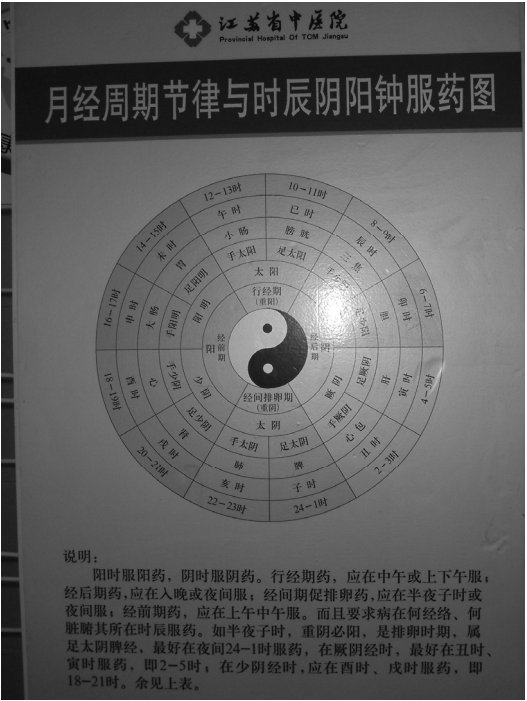 江苏省中医院
Provincial Hospital Of TCM Jiangsu
月经周期节律与时辰阴阳钟服药图
12-13时
10-11时
8-9时
6-7时
4-5时
2-3时
24-1时
22-23时
20-21时
18-19时
16-17时
14-15时
午时
巳时
辰时
卯时
寅时
丑时
子时
亥时
戌时
酉时
申时
未时
小肠
膀胱
三焦
胆
肝
心包
脾
肺
肾
心
大肠
胃
手太阳
足太阳
足厥阴
手厥阴
足太阴
手太阴
足少阴
手少阴
手阳明
足阳明
太阳
厥阴
太阴
少阴
阳明
行经期
(重阳)
阳
经前期
经后期
阴
经间排卵期
(重阴)
说明:
阳时服阳药,阴时服阴药。行经期药,应在中午或上下午服;
经后期药,应在入晚或夜间服;经间期促排卵药,应在半夜子时或
夜间服;经前期药,应在上午中午服。而且要求病在何经络、何
脏腑其所在时辰服药。如半夜子时,重阴必阳,是排卵时期,属
足太阴脾经,最好在夜间24-1时服药,在厥阴经时,最好在丑时、
寅时服药,即2-5时;在少阴经时,应在酉时、戌时服药,即
18-21时。余见上表。